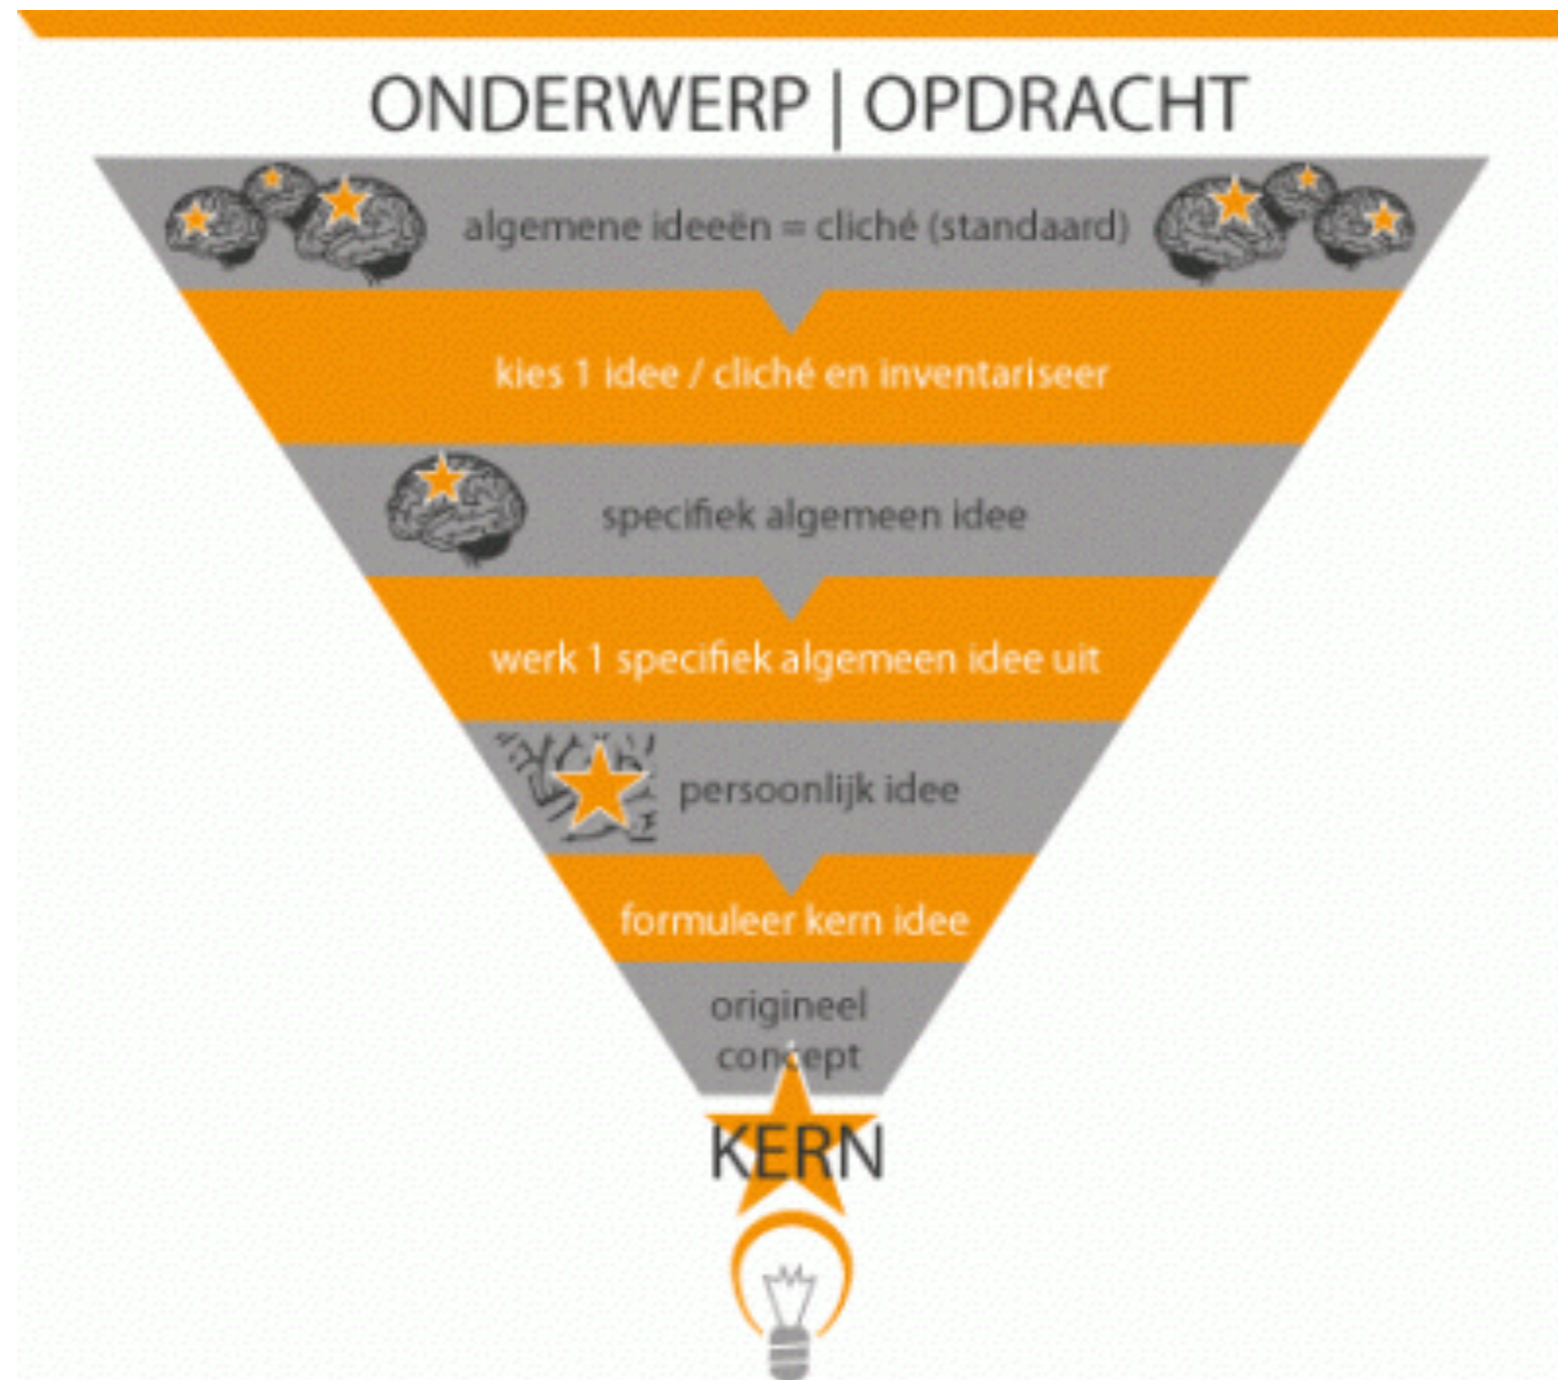 ONDERWERP | OPDRACHT
algemene ideeën = cliché (standaard)
kies 1 idee / cliché en inventariseer
specifiek algemeen idee
werk 1 specifiek algemeen idee uit
persoonlijk idee
formuleer kern idee
origineel
concept
KERN